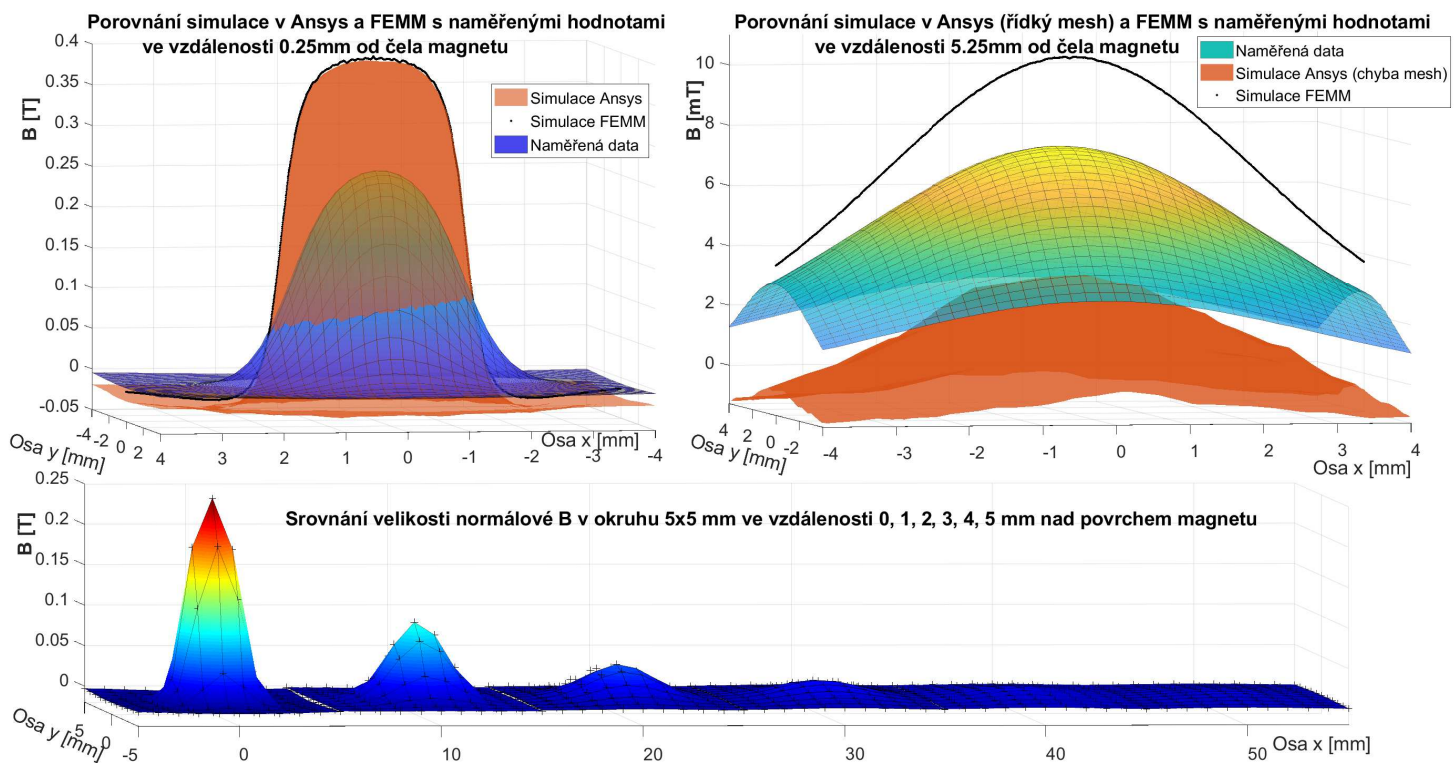 Porovnání simulace v Ansys a FEMM s naměřenými hodnotami
ve vzdálenosti 0.25mm od čela magnetu
0.4
0.35
0.3
0.25
0.2
0.15
0.1
0.05
0
-0.05
B [T]
Simulace Ansys
Simulace FEMM
Naměřená data
-4
-2
0
2
4
Osa y [mm]
4
3
2
1
0
-1
-2
-3
-4
Osa x [mm]
Porovnání simulace v Ansys (řídký mesh) a FEMM s naměřenými hodnotami
ve vzdálenosti 5.25mm od čela magnetu
10
8
6
4
2
0
B [mT]
Naměřená data
Simulace Ansys (chyba mesh)
Simulace FEMM
4
2
0
-2
-4
Osa y [mm]
-4
-3
-2
-1
0
1
2
3
4
Osa x [mm]
0.25
0.2
0.15
0.1
0.05
0
B [T]
Srovnání velikosti normálové B v okruhu 5x5 mm ve vzdálenosti 0, 1, 2, 3, 4, 5 mm nad povrchem magnetu
5
0
-5
Osa y [mm]
0
10
20
30
40
50
Osa x [mm]